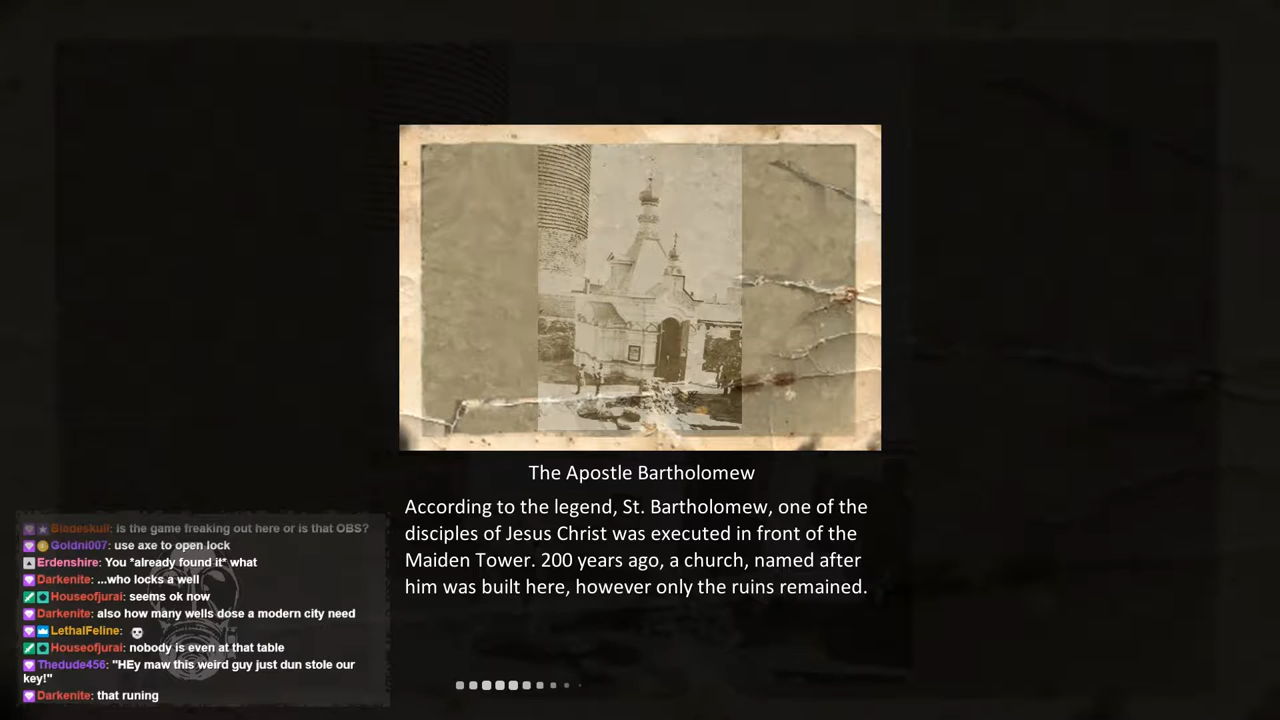 The Apostle Bartholomew
According to the legend, St. Bartholomew, one of the
disciples of Jesus Christ was executed in front of the
Maiden Tower. 200 years ago, a church, named after
him was built here, however only the ruins remained.
Bladeskull: is the game freaking out here or is that OBS?
Goldni007: use axe to open lock
Erdenshire: You *already found it* what
Darkenite: ...who locks a well
Houseofjurai: seems ok now
Darkenite: also how many wells dose a modern city need
LethalFeline: 💀
Houseofjurai: nobody is even at that table
Thedude456: "HEy maw this weird guy just dun stole our
key!"
Darkenite: that runing